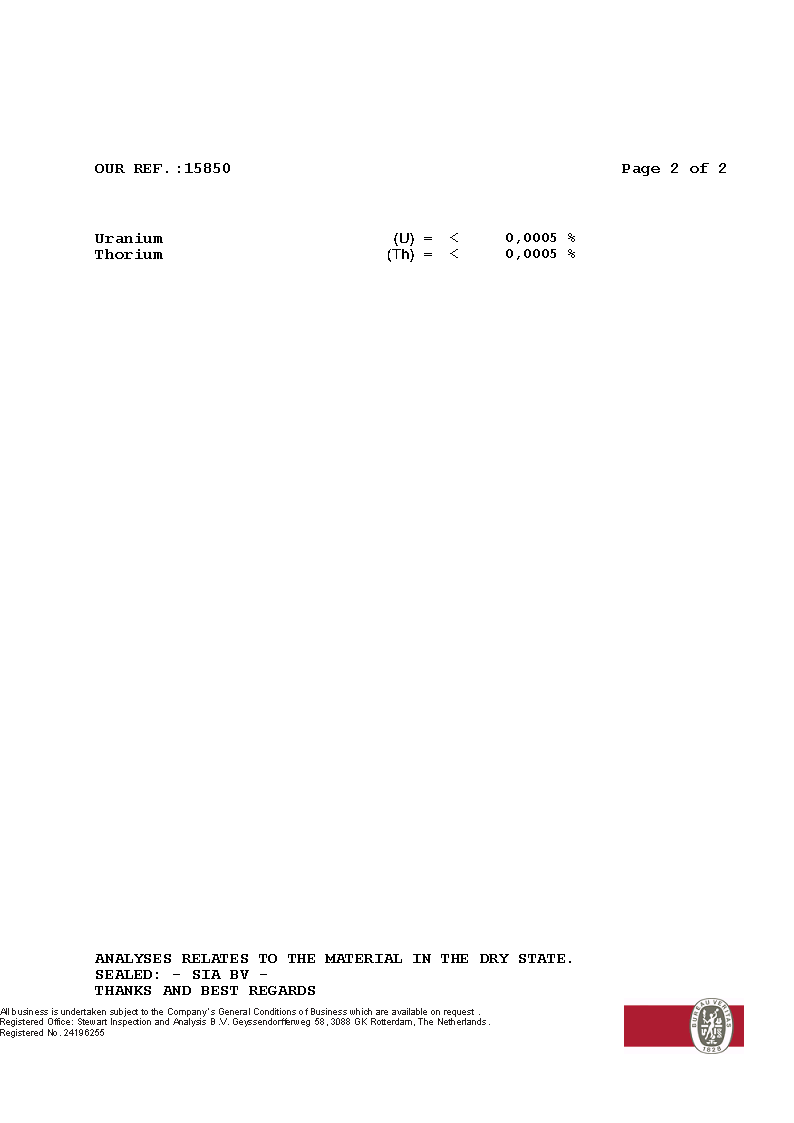 OUR REF.:15850 Page 2 of 2
Uranium (U) = < 0,0005 %
Thorium (Th) = < 0,0005 %
ANALYSES RELATES TO THE MATERIAL IN THE DRY STATE.
SEALED: - SIA BV -
THANKS AND BEST REGARDS
All business is undertaken subject to the Company's General Conditions of Business which are available on request .
Registered Office: Stewart Inspection and Analysis B.V. Geyssendorfferweg 58, 3088 GK Rotterdam, The Netherlands.
Registered No. 24196255
BUREAU VERITAS
1828